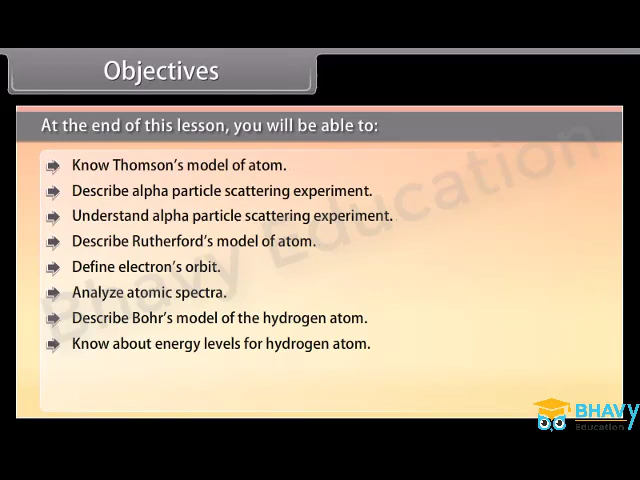 Objectives
At the end of this lesson, you will be able to:
Know Thomson's model of atom.
Describe alpha particle scattering experiment.
Understand alpha particle scattering experiment.
Describe Rutherford's model of atom.
Define electron's orbit.
Analyze atomic spectra.
Describe Bohr's model of the hydrogen atom.
Know about energy levels for hydrogen atom.
Bhavy Education
BHAVY
Education